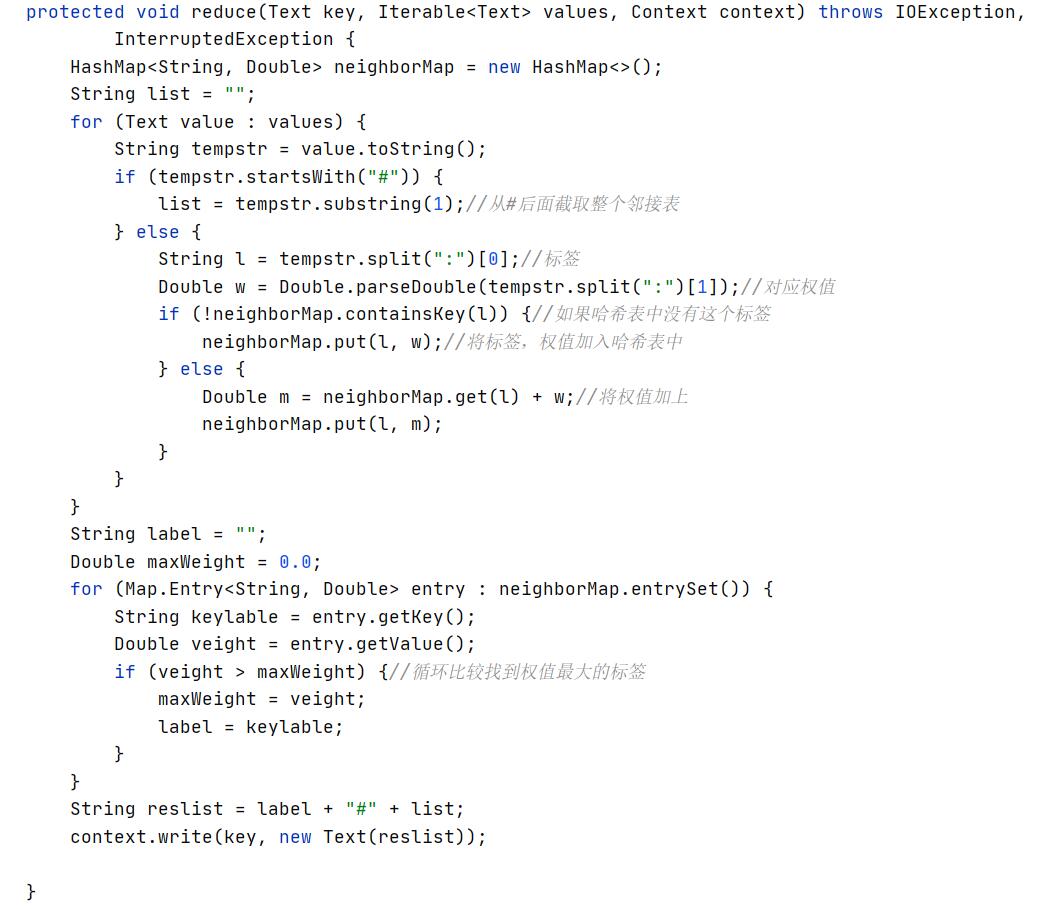 protected void reduce(Text key, Iterable<Text> values, Context context) throws IOException,
        InterruptedException {
    HashMap<String, Double> neighborMap = new HashMap<>();
    String list = "";
    for (Text value : values) {
        String tempstr = value.toString();
        if (tempstr.startsWith("#")) {
            list = tempstr.substring(1);//从#后面截取整个邻接表
        } else {
            String l = tempstr.split(":")[0];//标签
            Double w = Double.parseDouble(tempstr.split(":")[1]);//对应权值
            if (!neighborMap.containsKey(l)) {//如果哈希表中没有这个标签
                neighborMap.put(l, w);//将标签，权值加入哈希表中
            } else {
                Double m = neighborMap.get(l) + w;//将权值加上
                neighborMap.put(l, m);
            }
        }
    }
    String label = "";
    Double maxWeight = 0.0;
    for (Map.Entry<String, Double> entry : neighborMap.entrySet()) {
        String keylable = entry.getKey();
        Double veight = entry.getValue();
        if (veight > maxWeight) {//循环比较找到权值最大的标签
            maxWeight = veight;
            label = keylable;
        }
    }
    String reslist = label + "#" + list;
    context.write(key, new Text(reslist));

}